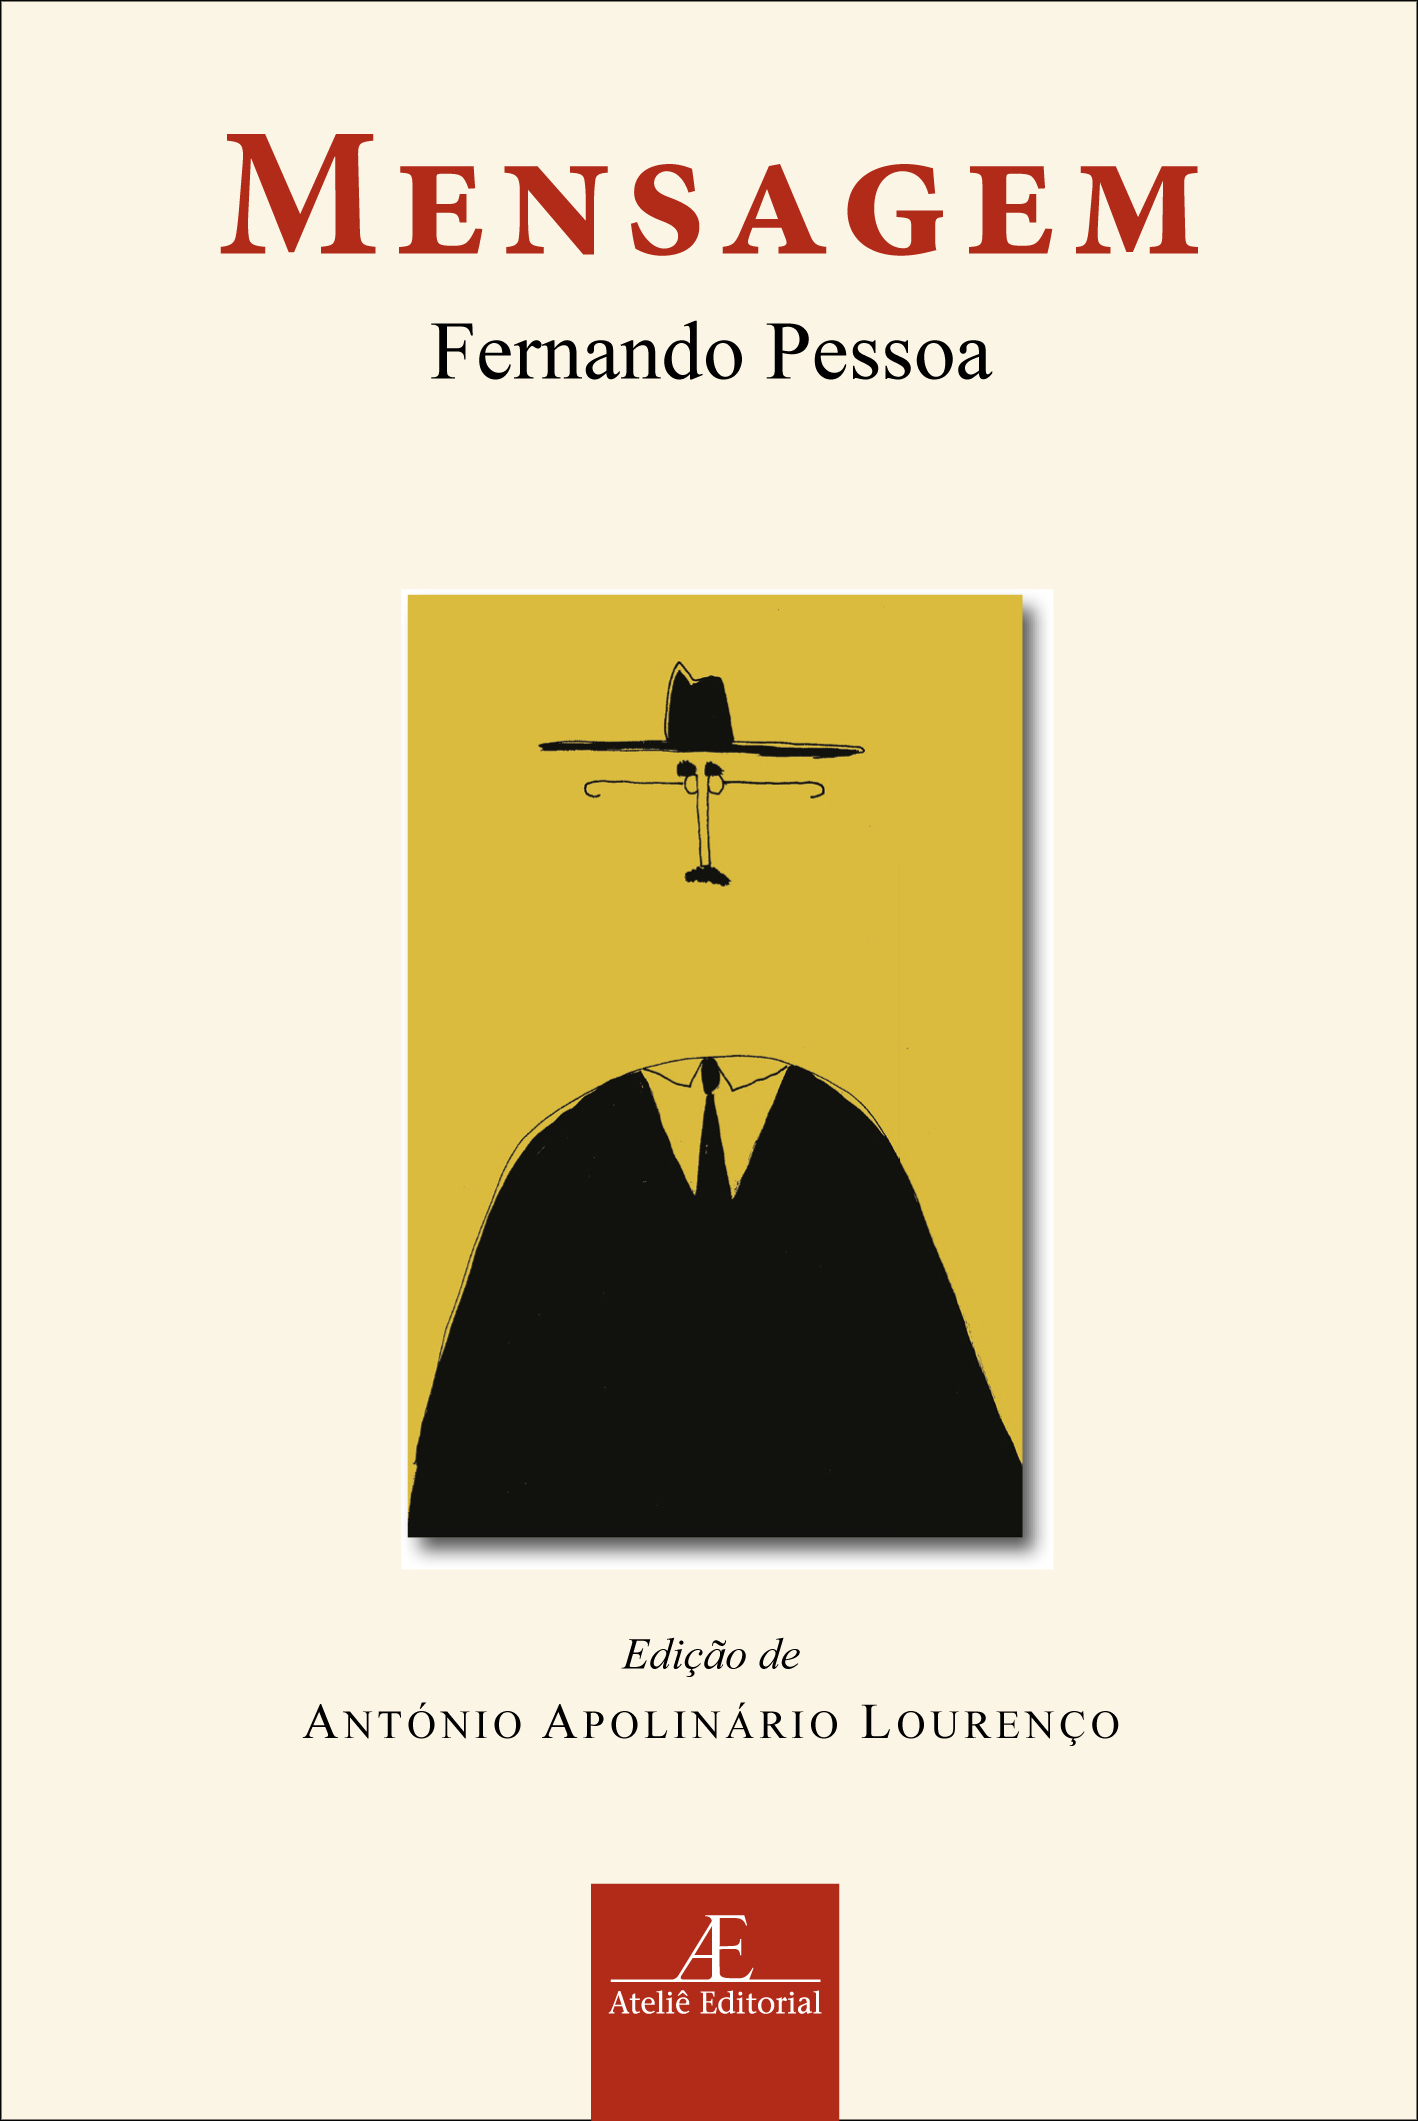 MENSAGEM
Fernando Pessoa
Edição de
ANTÓNIO APOLINÁRIO LOURENÇO
Æ
Ateliê Editorial